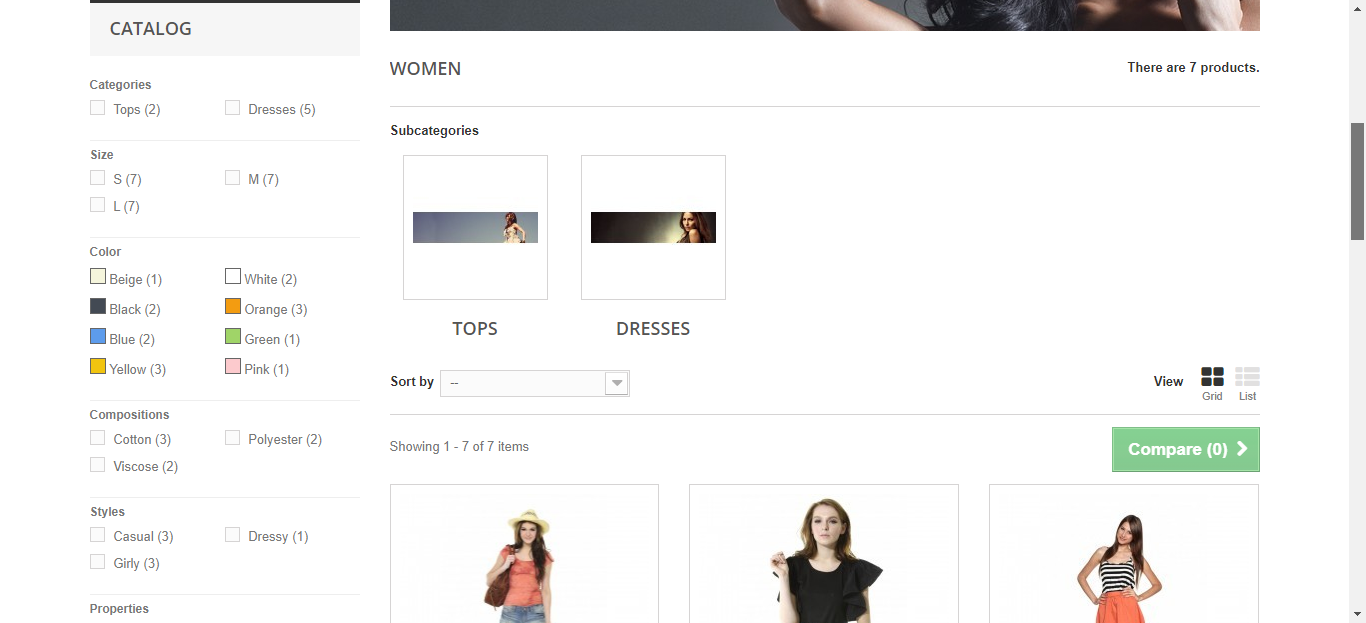 CATALOG
Categories
Tops (2)
Dresses (5)
Size
S (7)
M (7)
L (7)
Color
Beige (1)
White (2)
Black (2)
Orange (3)
Blue (2)
Green (1)
Yellow (3)
Pink (1)
Compositions
Cotton (3)
Polyester (2)
Viscose (2)
Styles
Casual (3)
Dressy (1)
Girly (3)
Properties
WOMEN
There are 7 products.
Subcategories
TOPS
DRESSES
Sort by
--
View
Grid
List
Showing 1 - 7 of 7 items
Compare (0)